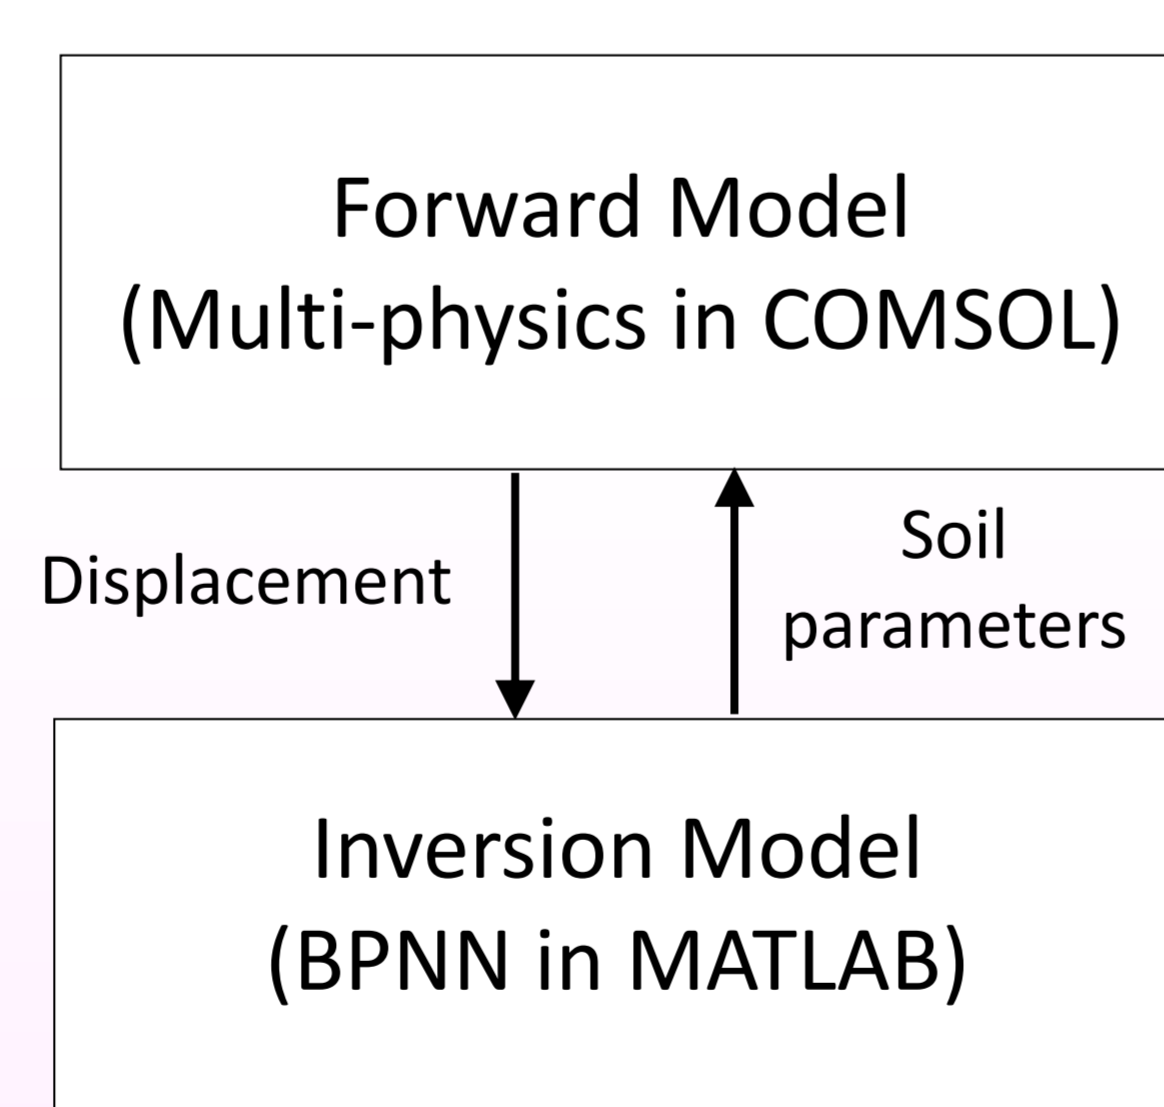 Forward Model
(Multi-physics in COMSOL)
Displacement
Soil
parameters
Inversion Model
(BPNN in MATLAB)